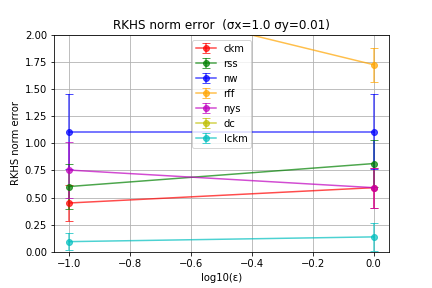 RKHS norm error (σx=1.0 σy=0.01)
2.00
1.75
1.50
1.25
1.00
0.75
0.50
0.25
0.00
RKHS norm error
ckm
rss
nw
rff
nys
dc
lckm
−1.0 −0.8 −0.6 −0.4 −0.2 0.0
log10(ε)